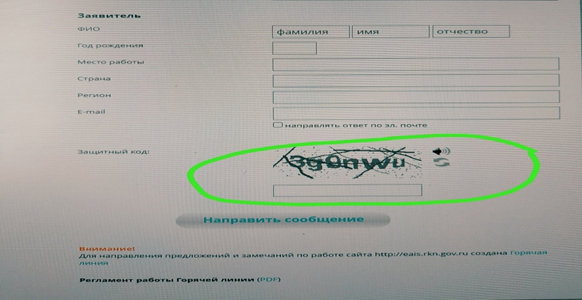 Заявитель
ФИО фамилия имя отчество
Год рождения
Место работы
Страна
Регион
E-mail
направлять ответ по эл. почте
Защитный код:
Направить сообщение
Внимание!
Для направления предложений и замечаний по работе сайта http://eais.rkn.gov.ru создана Горячая
линия
Регламент работы Горячей линии (PDF)